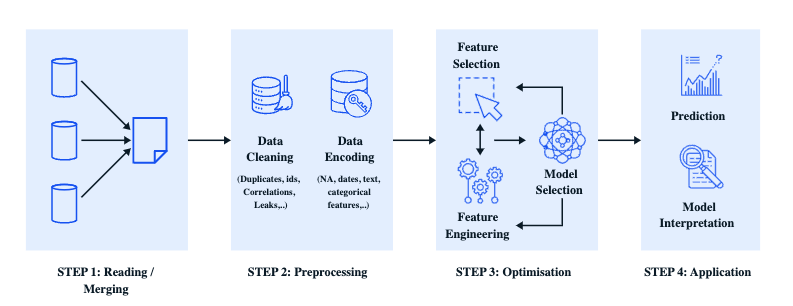 Feature
Selection
Data
Cleaning
(Duplicates, ids,
Correlations,
Leaks,..)
Data
Encoding
(NA, dates, text,
categorical
features,..)
Model
Selection
Feature
Engineering
?
Prediction
Model
Interpretation
STEP 1: Reading /
Merging
STEP 2: Preprocessing
STEP 3: Optimisation
STEP 4: Application